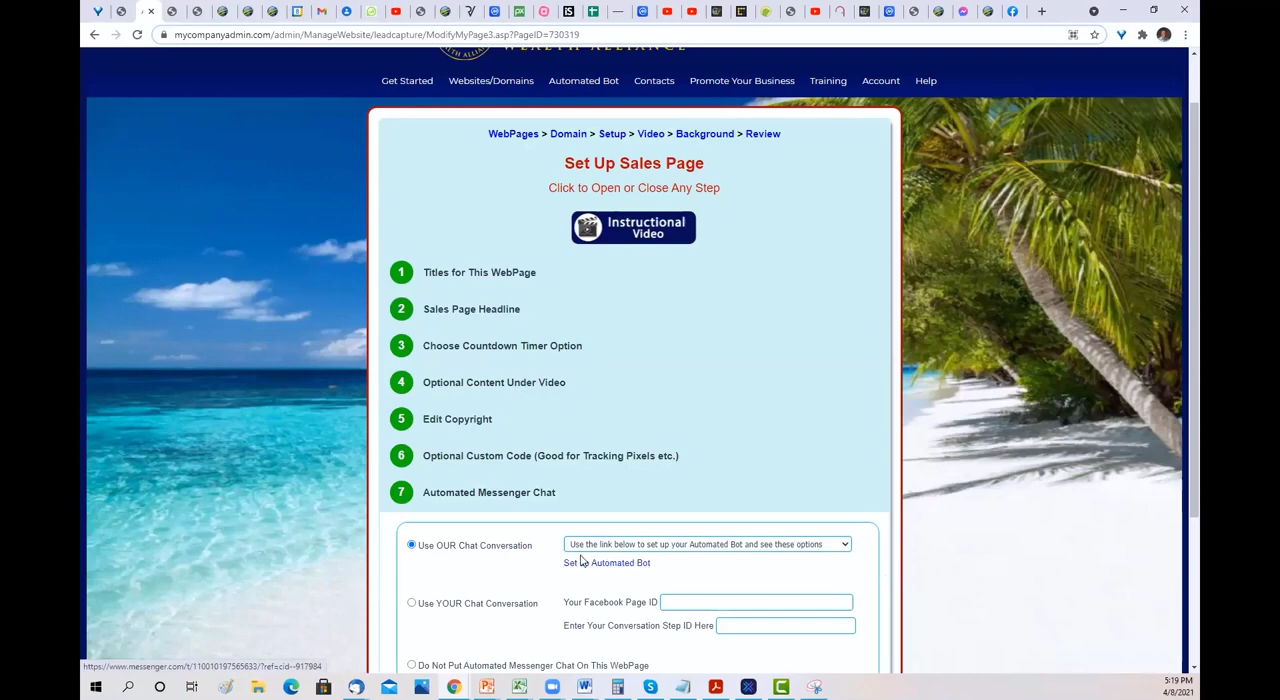 mycompanyadmin.com/admin/ManageWebsite/leadcapture/ModifyMyPage3.asp?PageID=730319
WEALTH ALLIANCE
Get Started Websites/Domains Automated Bot Contacts Promote Your Business Training Account Help
WebPages > Domain > Setup > Video > Background > Review
Set Up Sales Page
Click to Open or Close Any Step
Instructional
Video
1 Titles for This WebPage
2 Sales Page Headline
3 Choose Countdown Timer Option
4 Optional Content Under Video
5 Edit Copyright
6 Optional Custom Code (Good for Tracking Pixels etc.)
7 Automated Messenger Chat
Use OUR Chat Conversation Use the link below to set up your Automated Bot and see these options
Set Up Automated Bot
Use YOUR Chat Conversation Your Facebook Page ID
Enter Your Conversation Step ID Here
Do Not Put Automated Messenger Chat On This WebPage
https://www.messenger.com/t/110010197565633/?ref=cid--917984
5:19 PM
4/8/2021